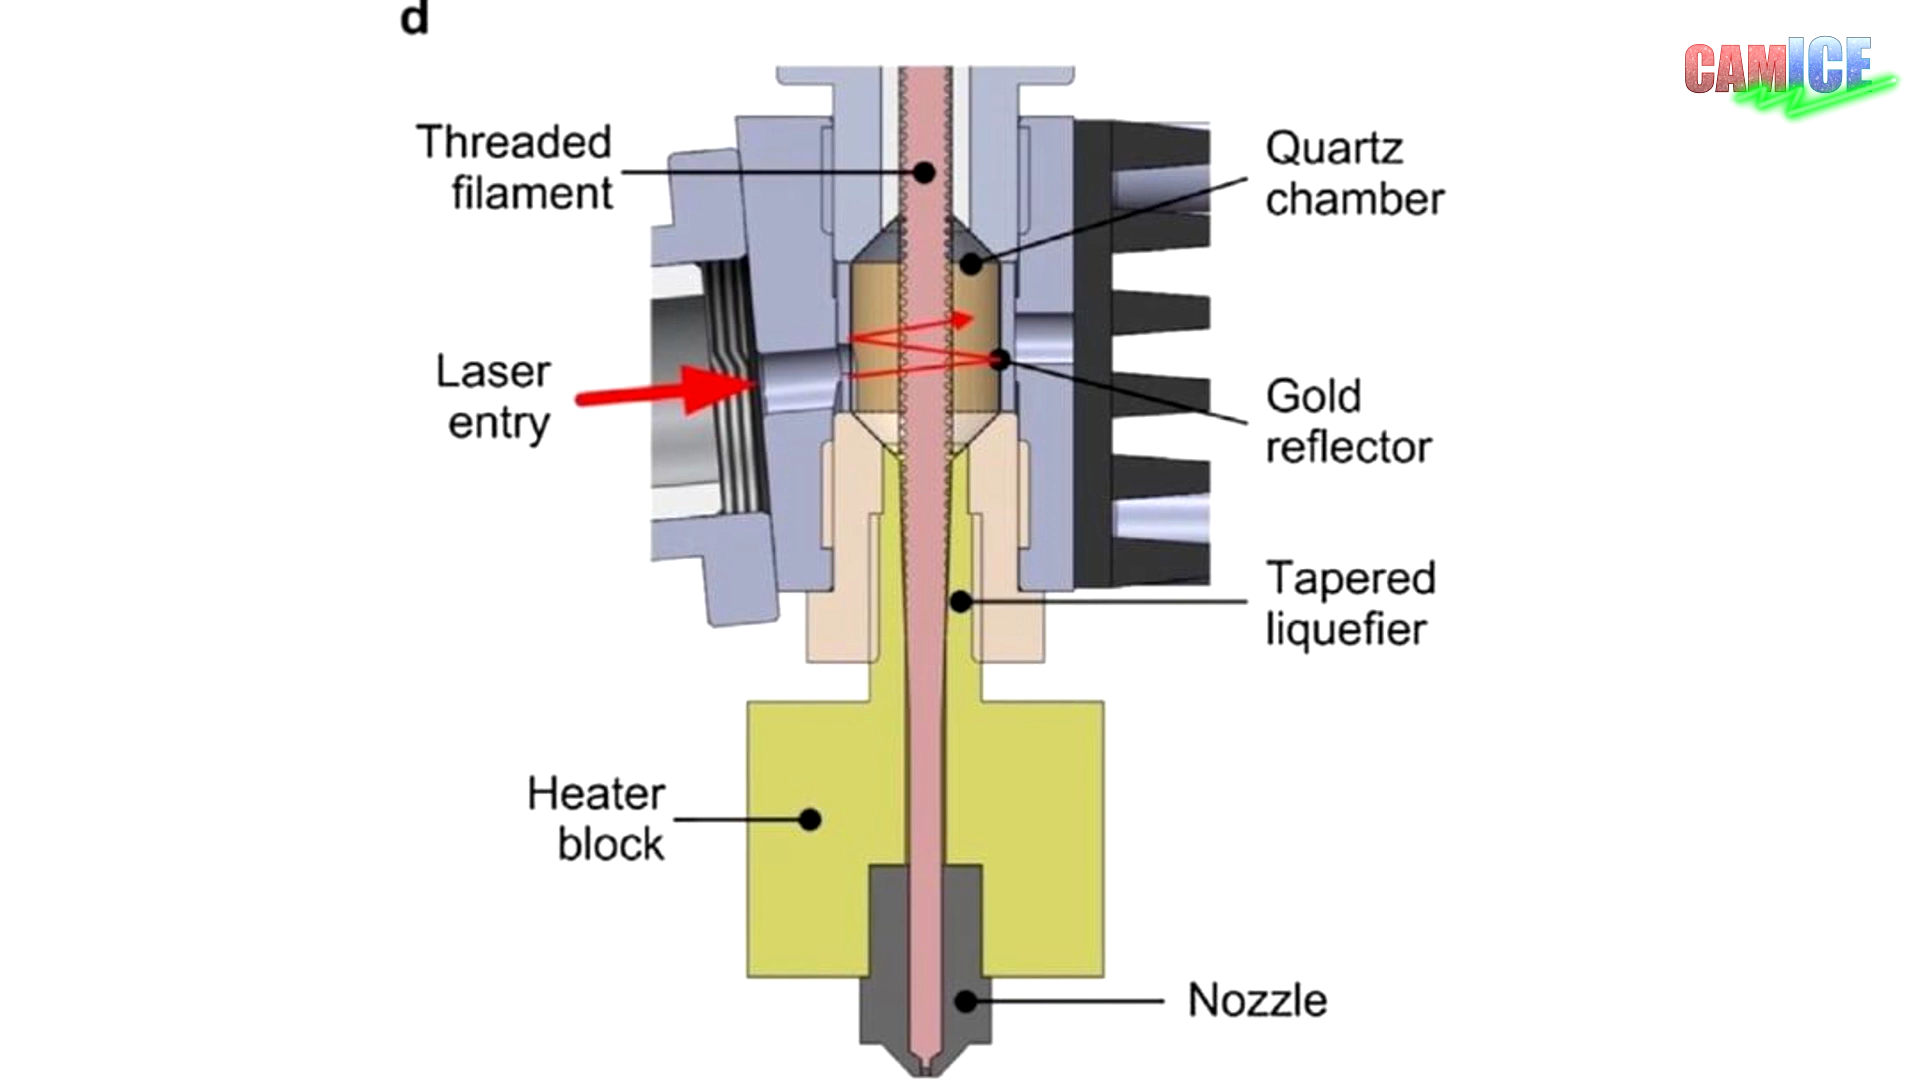 d
CAMICE
Threaded
filament
Quartz
chamber
Laser
entry
Gold
reflector
Tapered
liquefier
Heater
block
Nozzle